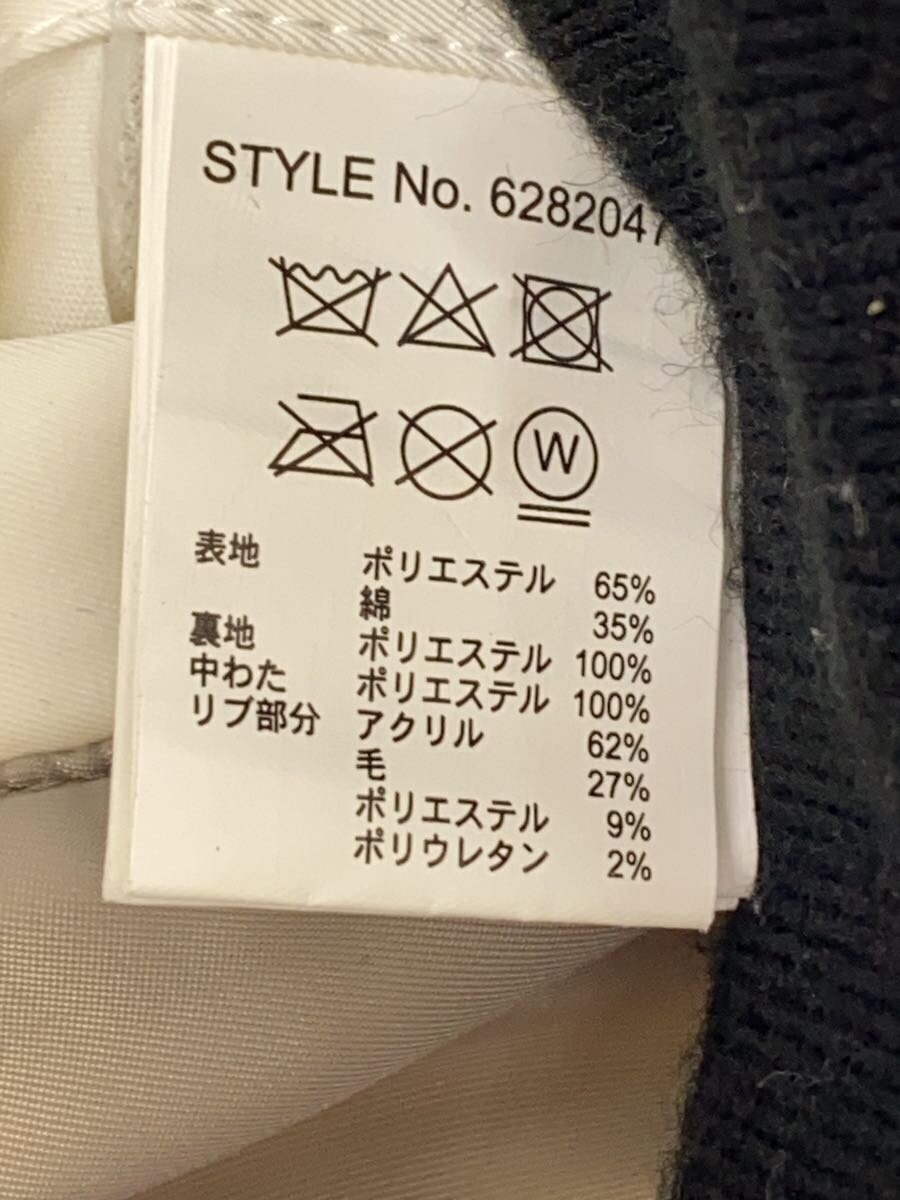 STYLE No. 6282047
W
表地 ポリエステル 65%
綿 35%
裏地 ポリエステル 100%
中わた ポリエステル 100%
リブ部分 アクリル 62%
毛 27%
ポリエステル 9%
ポリウレタン 2%